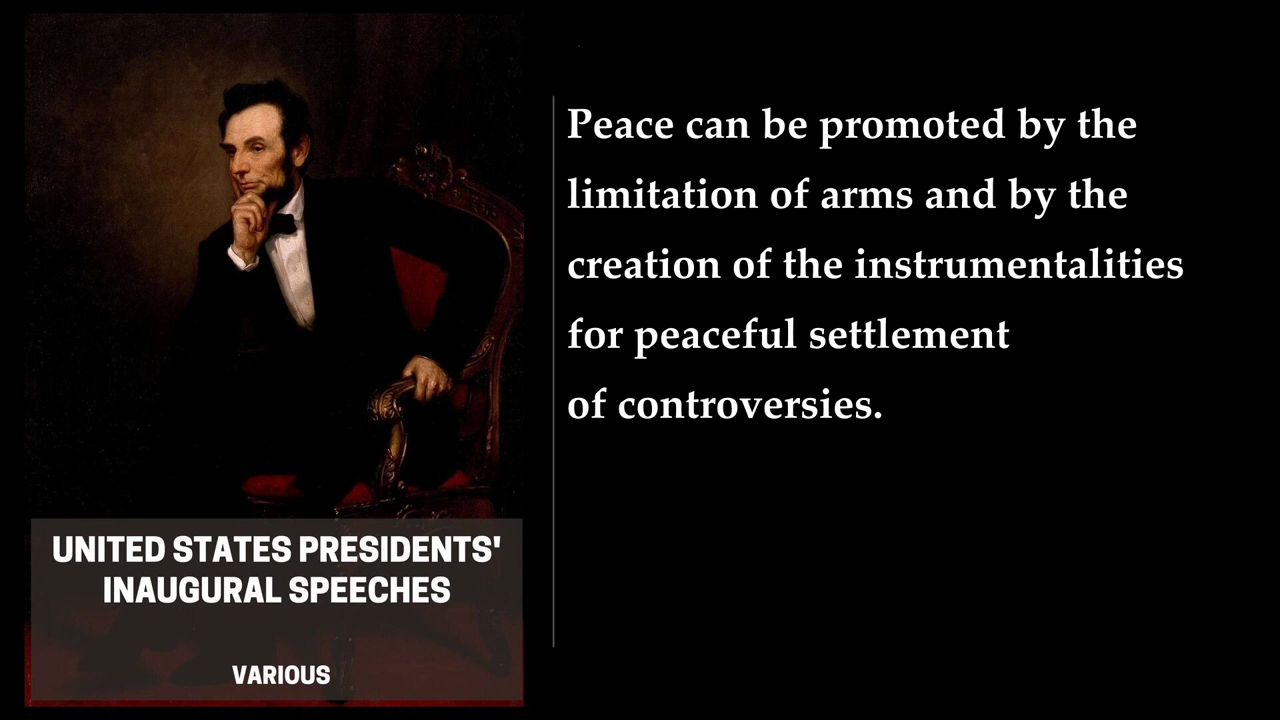 Peace can be promoted by the
limitation of arms and by the
creation of the instrumentalities
for peaceful settlement
of controversies.
UNITED STATES PRESIDENTS'
INAUGURAL SPEECHES
VARIOUS